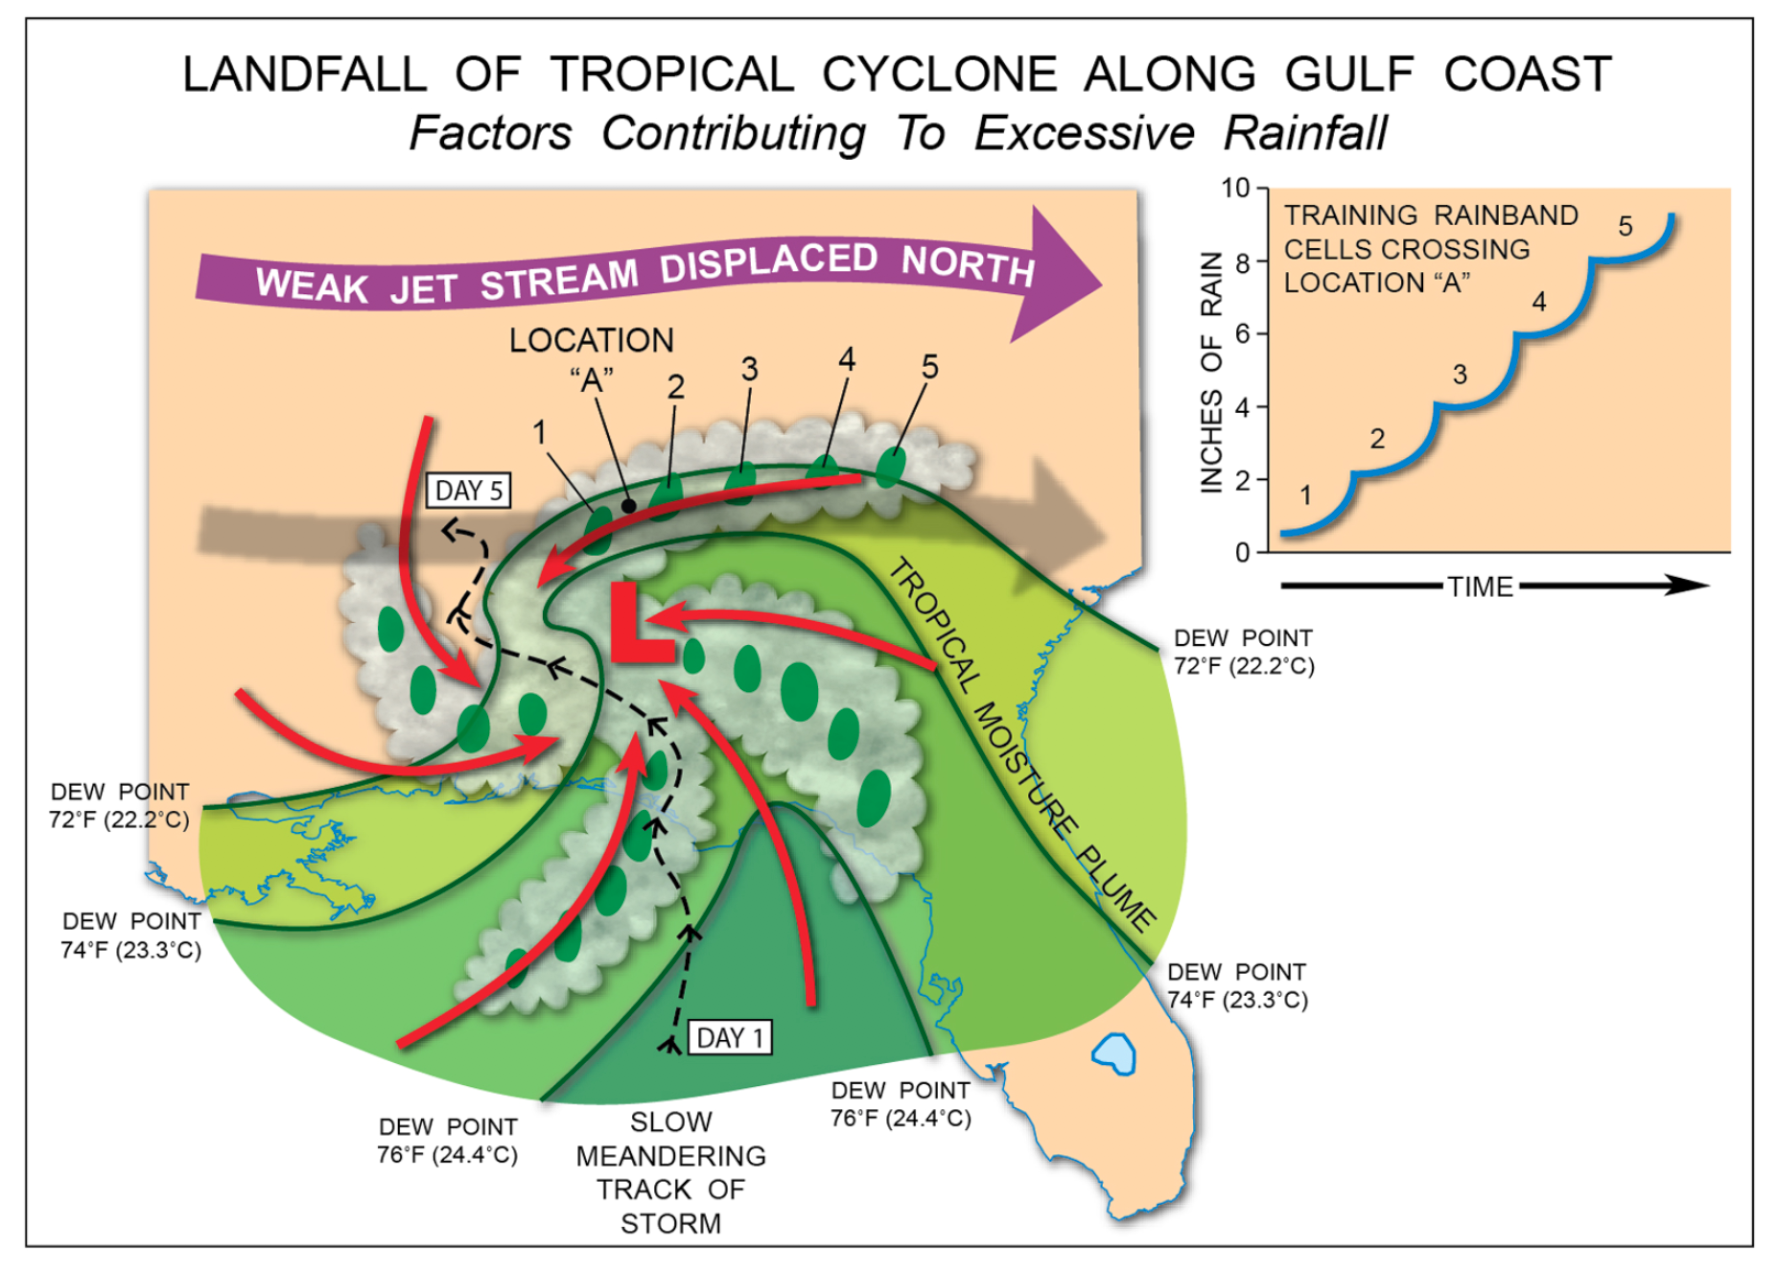 LANDFALL OF TROPICAL CYCLONE ALONG GULF COAST
Factors Contributing To Excessive Rainfall
WEAK JET STREAM DISPLACED NORTH
LOCATION
"A"
1
2
3
4
5
DAY 5
L
TROPICAL MOISTURE PLUME
DEW POINT
72°F (22.2°C)
DEW POINT
72°F (22.2°C)
DEW POINT
74°F (23.3°C)
DEW POINT
74°F (23.3°C)
DAY 1
DEW POINT
76°F (24.4°C)
DEW POINT
76°F (24.4°C)
SLOW
MEANDERING
TRACK OF
STORM
TRAINING RAINBAND
CELLS CROSSING
LOCATION "A"
INCHES OF RAIN
10
8
6
4
2
0
1
2
3
4
5
TIME